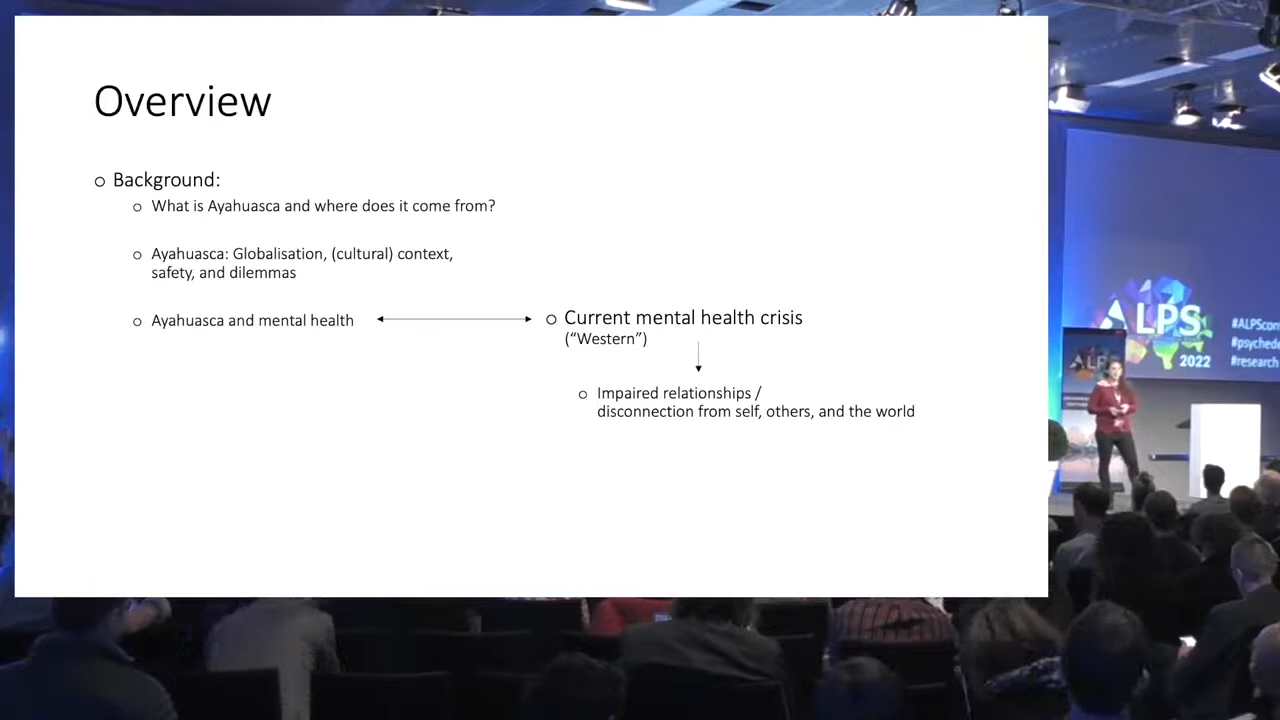 Overview
○ Background:
○ What is Ayahuasca and where does it come from?
○ Ayahuasca: Globalisation, (cultural) context,
safety, and dilemmas
○ Ayahuasca and mental health
○ Current mental health crisis
(“Western”)
○ Impaired relationships /
disconnection from self, others, and the world
ALPS
2022
#ALPScon
#psychede
#research
ALP